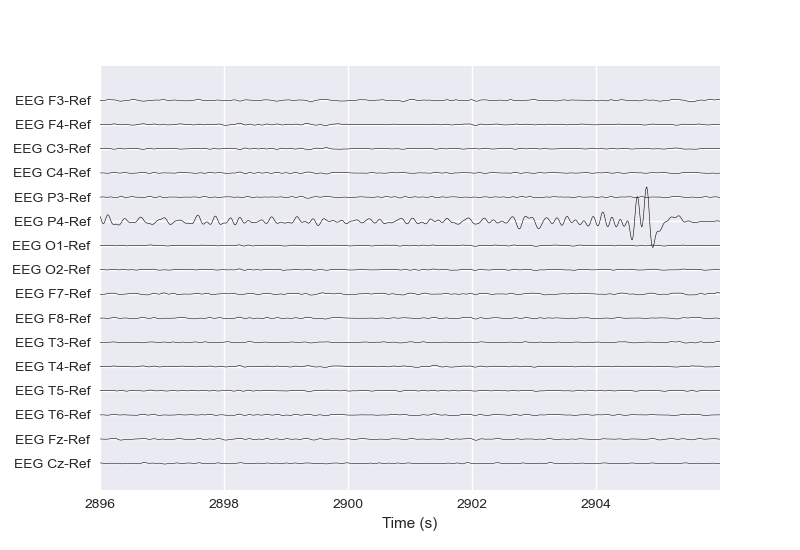 EEG F3-Ref
EEG F4-Ref
EEG C3-Ref
EEG C4-Ref
EEG P3-Ref
EEG P4-Ref
EEG O1-Ref
EEG O2-Ref
EEG F7-Ref
EEG F8-Ref
EEG T3-Ref
EEG T4-Ref
EEG T5-Ref
EEG T6-Ref
EEG Fz-Ref
EEG Cz-Ref
2896 2898 2900 2902 2904
Time (s)